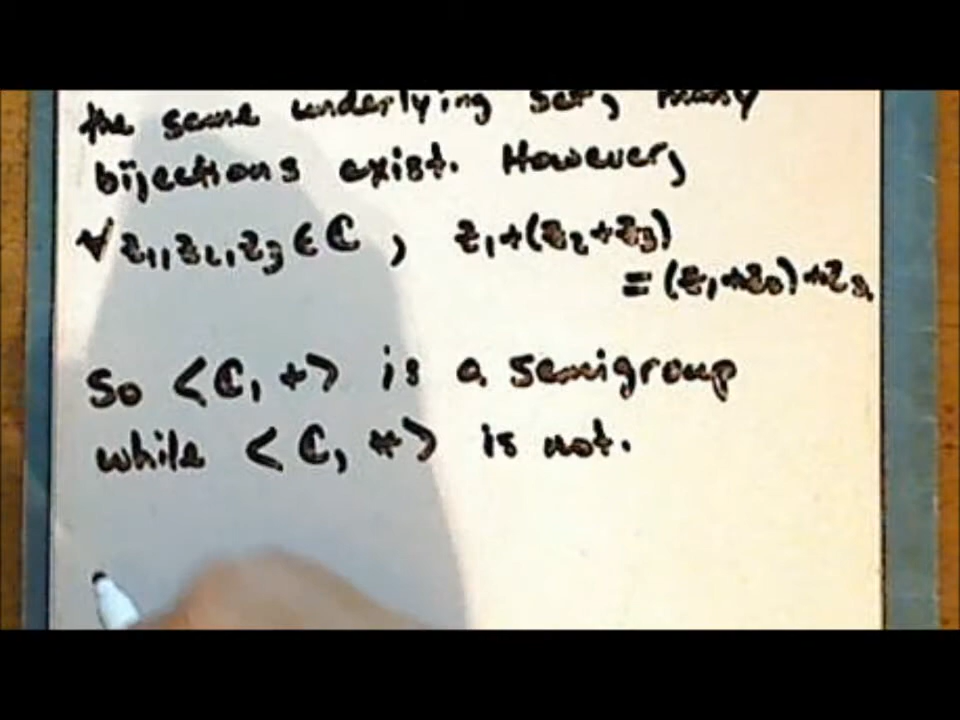 the same underlying set, many
bijections exist. However,
∀ z₁, z₂, z₃ ∈ ℂ , z₁+(z₂+z₃)
= (z₁+z₂)+z₃
So <ℂ, +> is a semigroup
while <ℂ, *> is not.